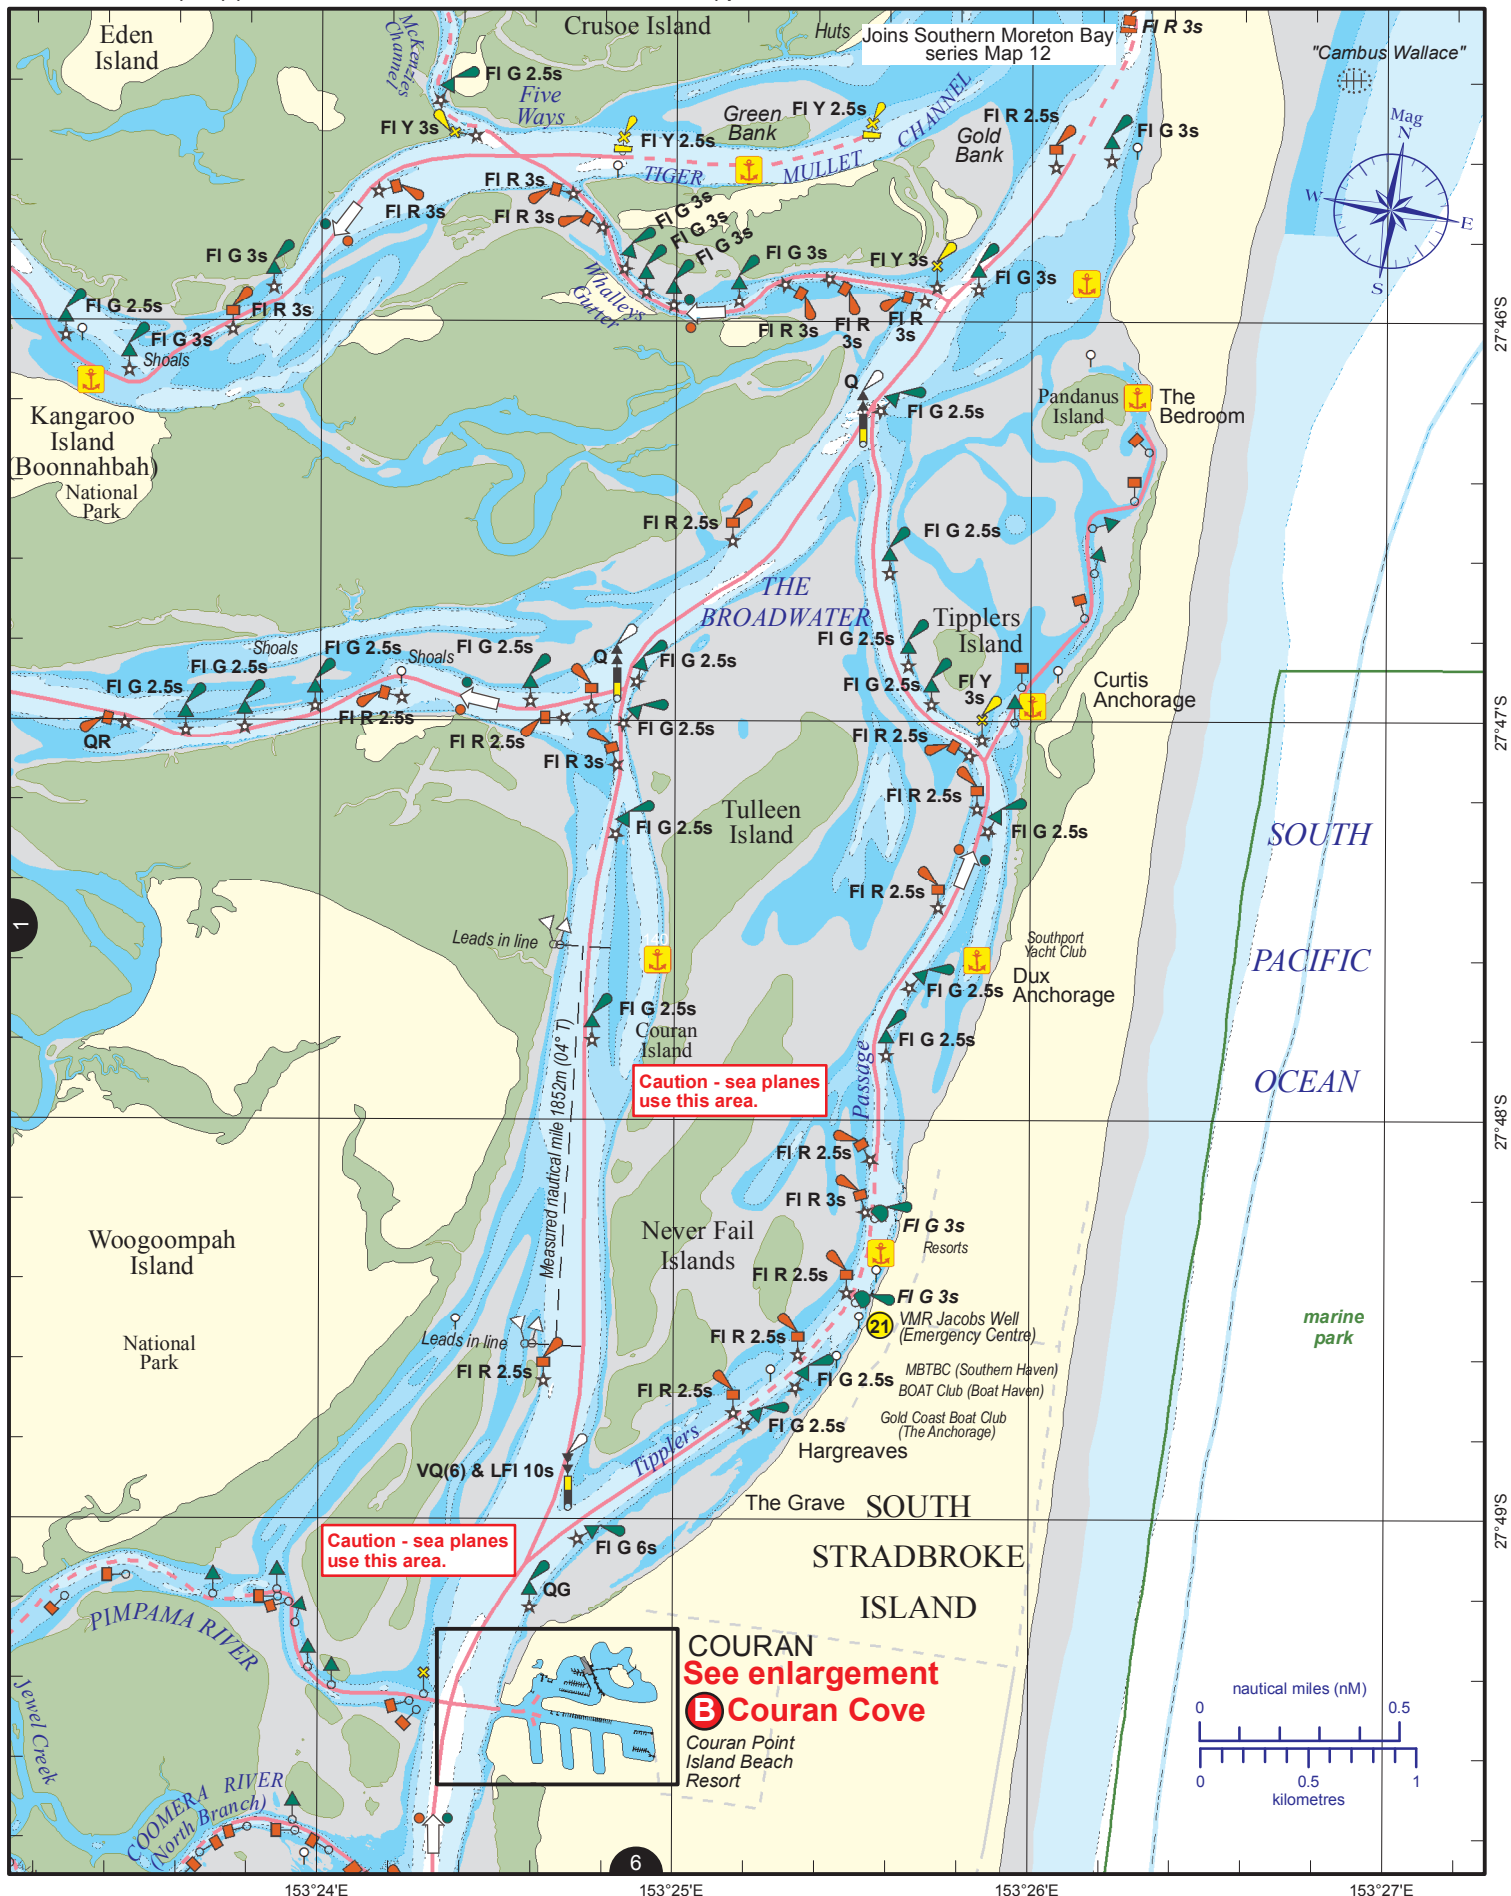 Eden
Island
McKenzies
Channel
Crusoe Island
Huts
Joins Southern Moreton Bay
series Map 12
Fl R 3s
"Cambus Wallace"
Fl G 2.5s
Five
Ways
Fl Y 3s
Green
Bank
Fl Y 2.5s
Fl Y 2.5s
CHANNEL
Gold
Bank
Fl R 2.5s
Fl G 3s
Mag
N
W
E
S
TIGER
MULLET
Fl R 3s
Fl R 3s
Fl R 3s
Fl G 3s
Fl G 3s
Fl G 3s
Fl G 3s
Fl G 3s
Fl Y 3s
Fl G 3s
Whalleys
Gutter
Fl G 2.5s
Fl R 3s
Fl G 3s
Shoals
Fl R 3s
Fl R
3s
Fl R
3s
27°46'S
Kangaroo
Island
(Boonnahbah)
National
Park
Q
Fl G 2.5s
Pandanus
Island
The
Bedroom
Fl R 2.5s
Fl G 2.5s
THE
BROADWATER
Tipplers
Island
Fl G 2.5s
Shoals
Fl G 2.5s
Shoals
Fl G 2.5s
Fl G 2.5s
Fl G 2.5s
Q
Fl G 2.5s
Fl G 2.5s
Fl Y
3s
Curtis
Anchorage
QR
Fl R 2.5s
Fl R 2.5s
Fl R 3s
Fl G 2.5s
Fl R 2.5s
27°47'S
Fl R 2.5s
Fl G 2.5s
Tulleen
Island
Fl G 2.5s
SOUTH
PACIFIC
OCEAN
Fl R 2.5s
1
Leads in line
140
Southport
Yacht Club
Dux
Anchorage
Fl G 2.5s
Fl G 2.5s
Couran
Island
Fl G 2.5s
Measured nautical mile 1852m (04° T)
Caution - sea planes
use this area.
Passage
27°48'S
Fl R 2.5s
Fl R 3s
Fl G 3s
Resorts
Woogoompah
Island
National
Park
Never Fail
Islands
Fl R 2.5s
Fl G 3s
21
VMR Jacobs Well
(Emergency Centre)
marine
park
Leads in line
Fl R 2.5s
Fl R 2.5s
Fl G 2.5s
MBTBC (Southern Haven)
BOAT Club (Boat Haven)
Fl R 2.5s
Fl G 2.5s
Gold Coast Boat Club
(The Anchorage)
Hargreaves
Tipplers
VQ(6) & LFl 10s
The Grave
SOUTH
STRADBROKE
ISLAND
27°49'S
Caution - sea planes
use this area.
Fl G 6s
QG
PIMPAMA RIVER
Jewel Creek
COURAN
See enlargement
B Couran Cove
Couran Point
Island Beach
Resort
nautical miles (nM)
0
0.5
0
0.5
1
kilometres
COOMERA RIVER
(North Branch)
6
153°24'E
153°25'E
153°26'E
153°27'E